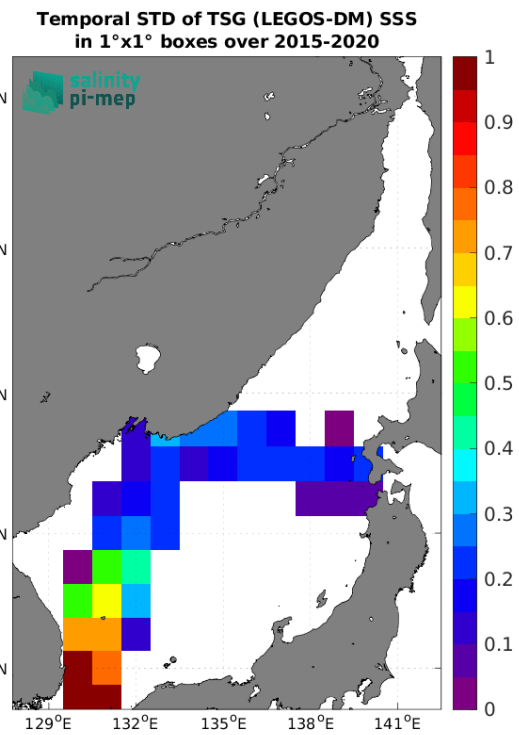 Temporal STD of TSG (LEGOS-DM) SSS
in 1°x1° boxes over 2015-2020
salinity
pi-mep
N
N
N
N
N
1
0.9
0.8
0.7
0.6
0.5
0.4
0.3
0.2
0.1
0
129°E 132°E 135°E 138°E 141°E